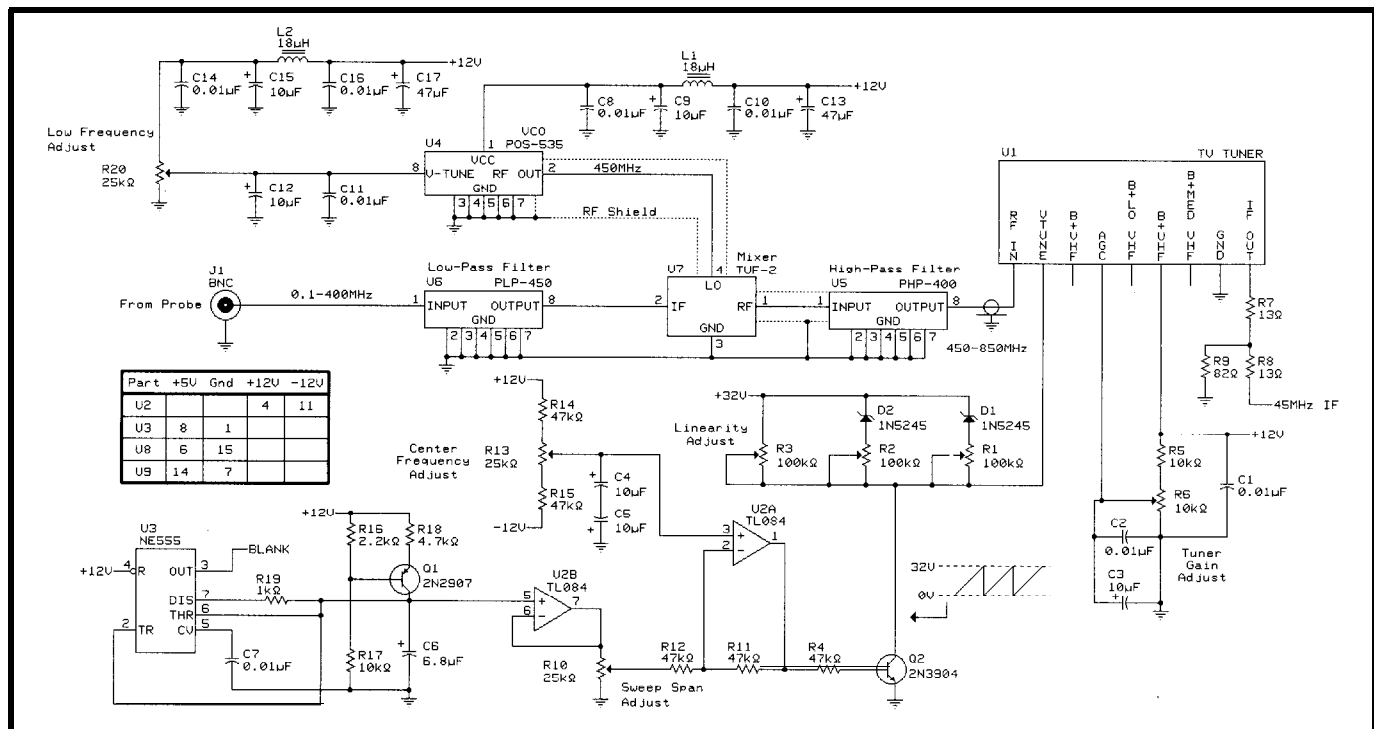 L2
18µH
+12V
C14
0.01µF
C15
10µF
C16
0.01µF
C17
47µF
L1
18µH
+12V
C8
0.01µF
C9
10µF
C10
0.01µF
C13
47µF
Low Frequency
Adjust
R20
25kΩ
C12
10µF
C11
0.01µF
U4
VCO
POS-535
1
VCC
8
V-TUNE
RF OUT
2
GND
3 4 5 6 7
450MHz
RF Shield
U1
TV TUNER
RF IN
VTUNE
B+VHF
AGC
B+LO VHF
B+UHF
B+MED VHF
GND
IF OUT
J1
BNC
From Probe
0.1-400MHz
Low-Pass Filter
U6
PLP-450
1
INPUT
OUTPUT
8
GND
2 3 4 5 6 7
U7
Mixer
TUF-2
4
LO
2
IF
RF
1
GND
3
High-Pass Filter
U5
PHP-400
1
INPUT
OUTPUT
8
GND
2 3 4 5 6 7
450-850MHz
R7
13Ω
R9
82Ω
R8
13Ω
45MHz IF
Part +5V Gnd +12V -12V
U2 4 11
U3 8 1
U8 6 15
U9 14 7
+12V
R14
47kΩ
R13
25kΩ
Center
Frequency
Adjust
R15
47kΩ
-12V
C4
10µF
C5
10µF
+32V
Linearity
Adjust
R3
100kΩ
D2
1N5245
R2
100kΩ
D1
1N5245
R1
100kΩ
+12V
R5
10kΩ
R6
10kΩ
C1
0.01µF
C2
0.01µF
C3
10µF
Tuner
Gain
Adjust
U3
NE555
+12V
4
R
OUT
3
BLANK
DIS
7
THR
6
CV
5
2
TR
R19
1kΩ
C7
0.01µF
+12V
R16
2.2kΩ
R18
4.7kΩ
Q1
2N2907
R17
10kΩ
C6
6.8µF
U2B
TL084
5
6
7
R10
25kΩ
Sweep Span
Adjust
R12
47kΩ
R11
47kΩ
R4
47kΩ
U2A
TL084
3
2
1
Q2
2N3904
32V
0V